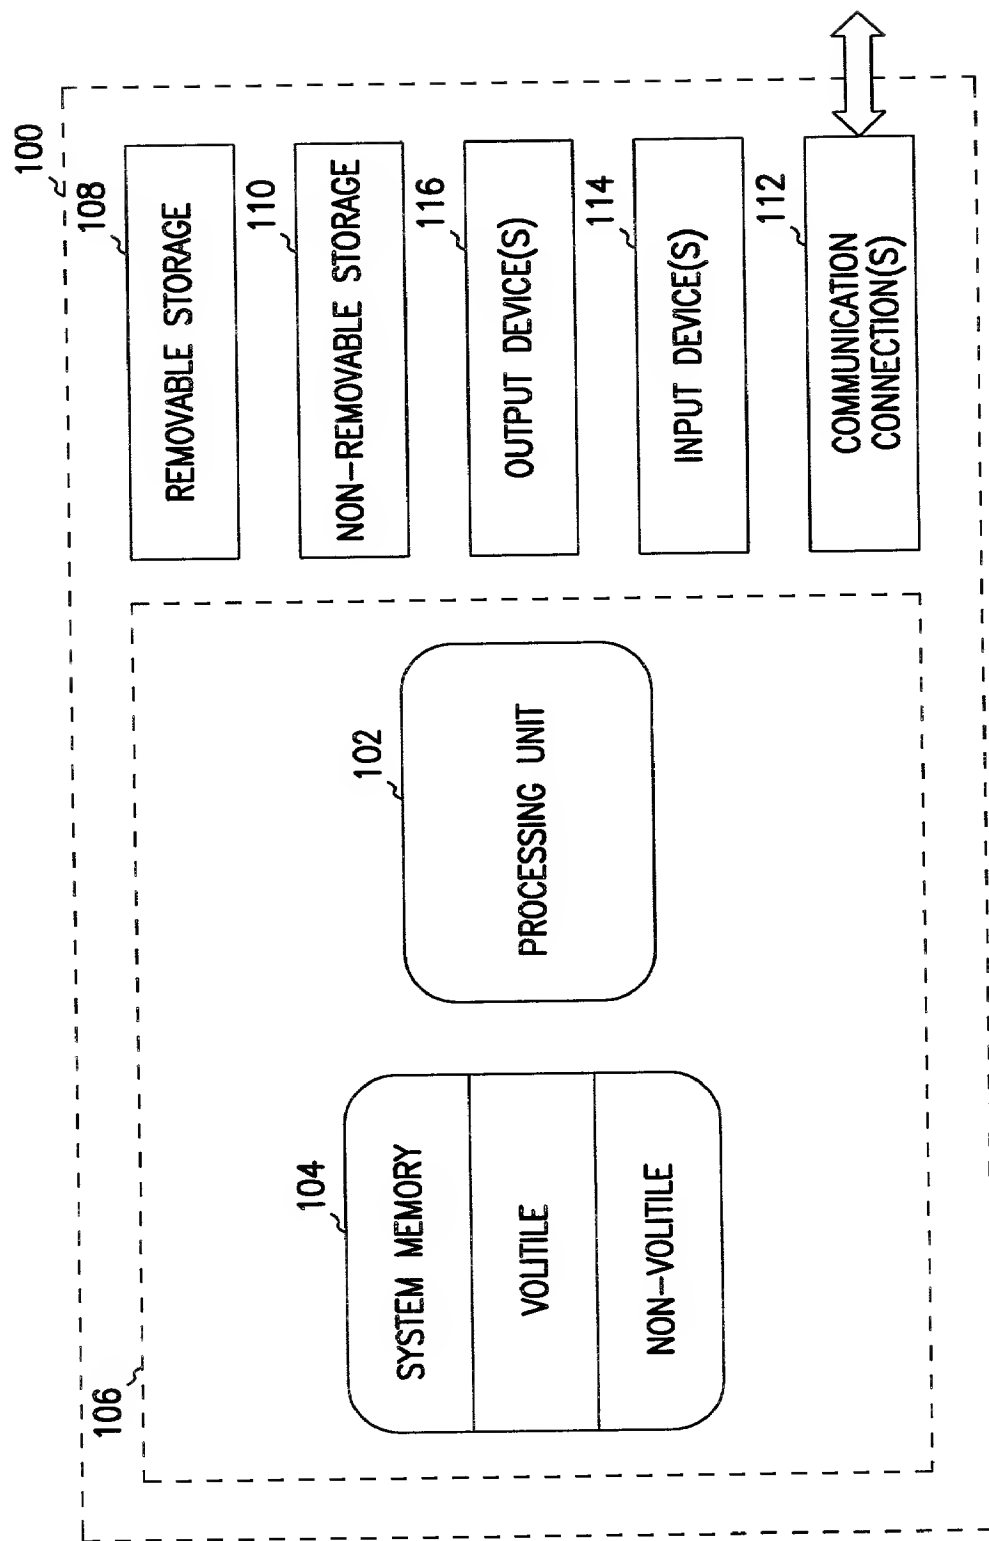 100
106
104
SYSTEM MEMORY
VOLITILE
NON-VOLITILE
102
PROCESSING UNIT
108
REMOVABLE STORAGE
110
NON-REMOVABLE STORAGE
116
OUTPUT DEVICE(S)
114
INPUT DEVICE(S)
112
COMMUNICATION
CONNECTION(S)